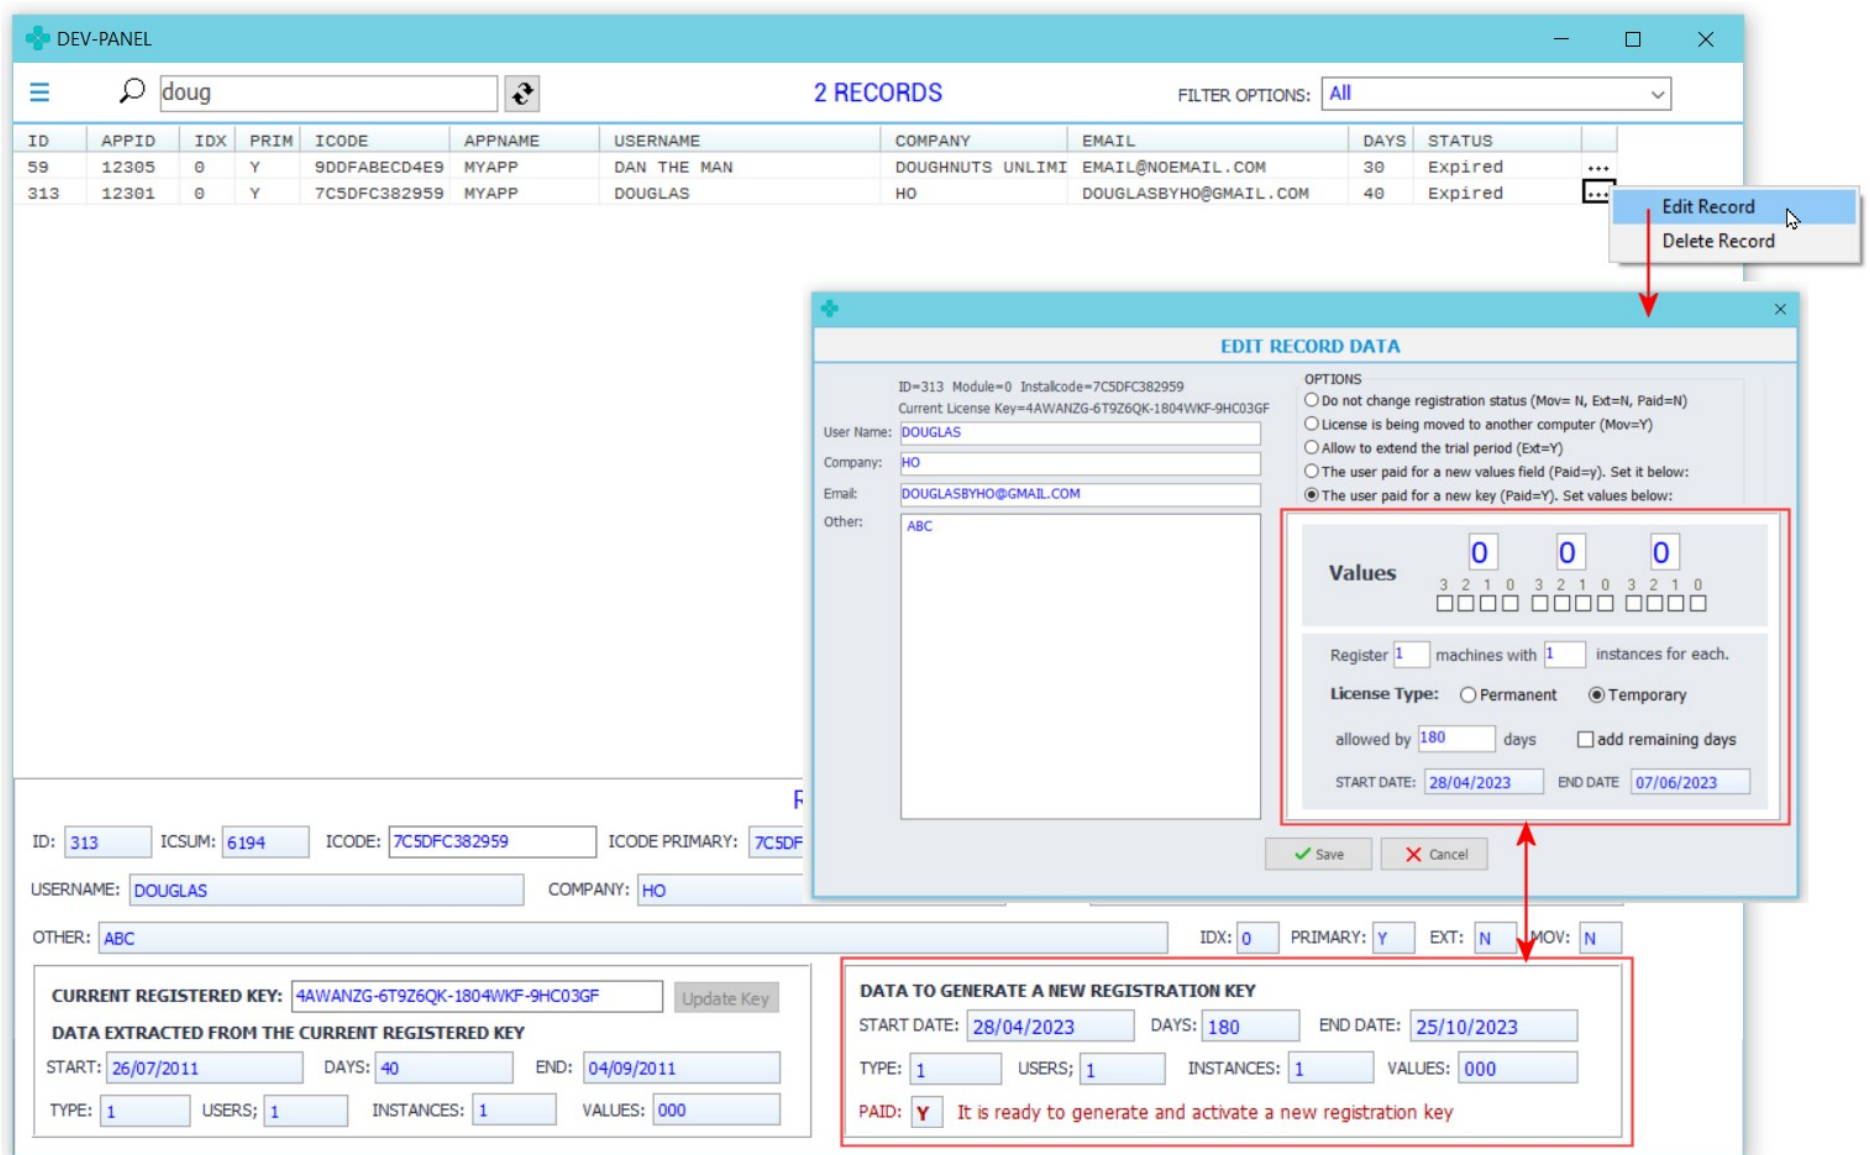 DEV-PANEL
doug
2 RECORDS
FILTER OPTIONS: All
ID APPID IDX PRIM ICODE APPNAME USERNAME COMPANY EMAIL DAYS STATUS
59 12305 0 Y 9DDFABECD4E9 MYAPP DAN THE MAN DOUGHNUTS UNLIMI EMAIL@NOEMAIL.COM 30 Expired ...
313 12301 0 Y 7C5DFC382959 MYAPP DOUGLAS HO DOUGLASBYHO@GMAIL.COM 40 Expired ...
Edit Record
Delete Record
EDIT RECORD DATA
ID=313 Module=0 Installcode=7C5DFC382959
Current License Key=4AWANZG-6T9Z6QK-1804WKF-9HC03GF
User Name: DOUGLAS
Company: HO
Email: DOUGLASBYHO@GMAIL.COM
Other: ABC
OPTIONS
Do not change registration status (Mov= N, Ext=N, Paid=N)
License is being moved to another computer (Mov=Y)
Allow to extend the trial period (Ext=Y)
The user paid for a new values field (Paid=y). Set it below:
The user paid for a new key (Paid=Y). Set values below:
Values 0 0 0
3 2 1 0 3 2 1 0 3 2 1 0
Register 1 machines with 1 instances for each.
License Type: Permanent Temporary
allowed by 180 days add remaining days
START DATE: 28/04/2023 END DATE 07/06/2023
Save Cancel
R
ID: 313 ICSUM: 6194 ICODE: 7C5DFC382959 ICODE PRIMARY: 7C5DF
USERNAME: DOUGLAS COMPANY: HO
OTHER: ABC IDX: 0 PRIMARY: Y EXT: N MOV: N
CURRENT REGISTERED KEY: 4AWANZG-6T9Z6QK-1804WKF-9HC03GF Update Key
DATA EXTRACTED FROM THE CURRENT REGISTERED KEY
START: 26/07/2011 DAYS: 40 END: 04/09/2011
TYPE: 1 USERS; 1 INSTANCES: 1 VALUES: 000
DATA TO GENERATE A NEW REGISTRATION KEY
START DATE: 28/04/2023 DAYS: 180 END DATE: 25/10/2023
TYPE: 1 USERS; 1 INSTANCES: 1 VALUES: 000
PAID: Y It is ready to generate and activate a new registration key